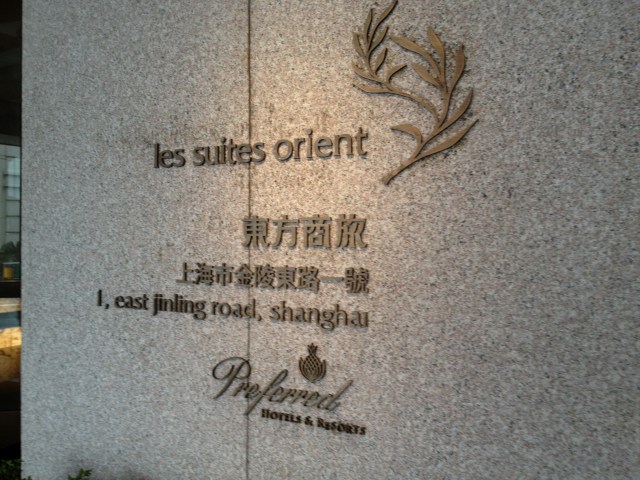 les suites orient
東方商旅
上海市金陵東路一號
1, east jinling road, shanghai
Preferred
HOTELS & RESORTS